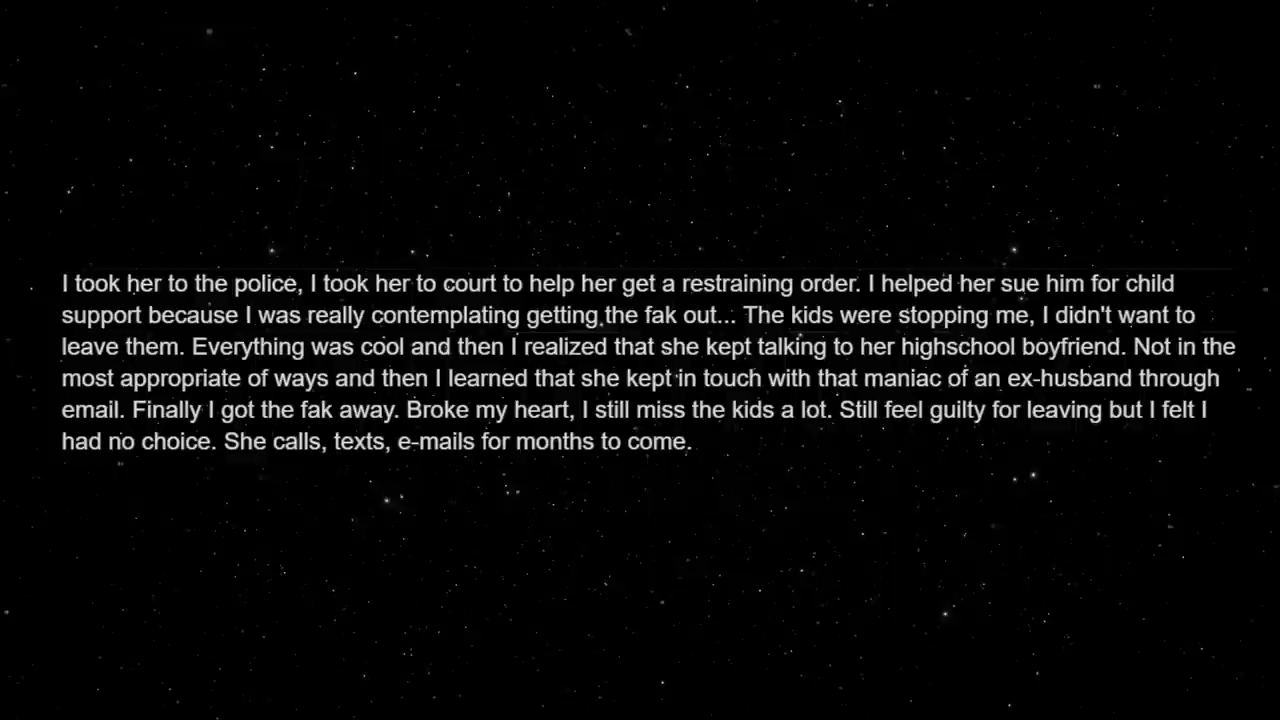 I took her to the police, I took her to court to help her get a restraining order. I helped her sue him for child
support because I was really contemplating getting the fak out... The kids were stopping me, I didn't want to
leave them. Everything was cool and then I realized that she kept talking to her highschool boyfriend. Not in the
most appropriate of ways and then I learned that she kept in touch with that maniac of an ex-husband through
email. Finally I got the fak away. Broke my heart, I still miss the kids a lot. Still feel guilty for leaving but I felt I
had no choice. She calls, texts, e-mails for months to come.